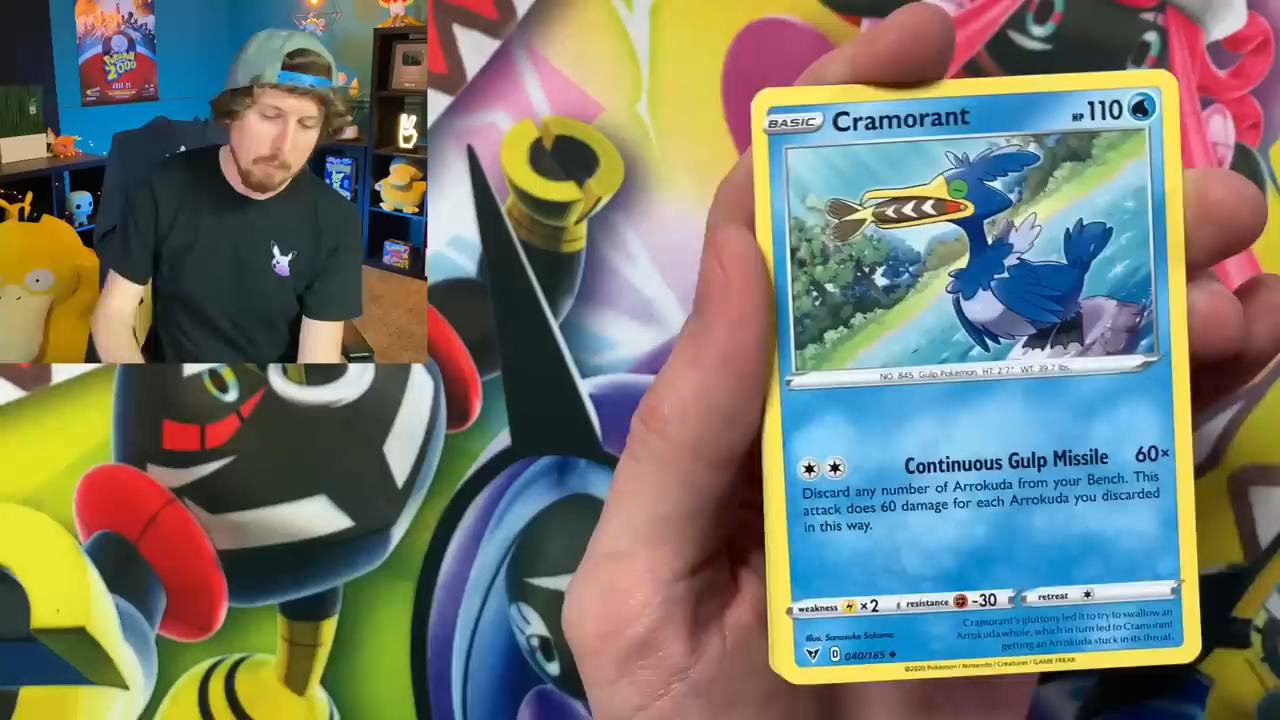 Pokémon
2000
JULY 21
BASIC
Cramorant
HP 110
NO. 845 Gulp Pokémon HT. 2'7" WT. 39.7 lbs.
Continuous Gulp Missile 60×
Discard any number of Arrokuda from your Bench. This
attack does 60 damage for each Arrokuda you discarded
in this way.
weakness ×2 resistance -30 retreat
Cramorant's gluttony led it to try to swallow an
Arrokuda whole, which in turn led to Cramorant
getting an Arrokuda stuck in its throat.
Illus. Sanosuke Sakuma
D 040/185
©2020 Pokémon / Nintendo / Creatures / GAME FREAK